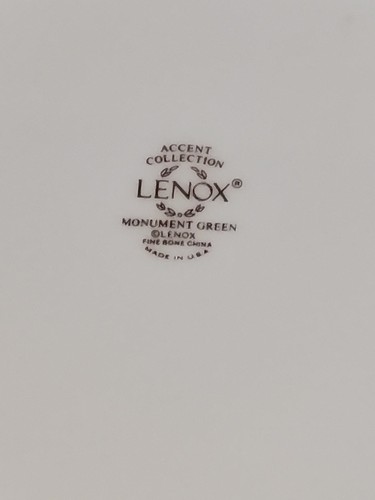 ACCENT
COLLECTION
LENOX®
MONUMENT GREEN
©LENOX
FINE BONE CHINA
MADE IN U.S.A.